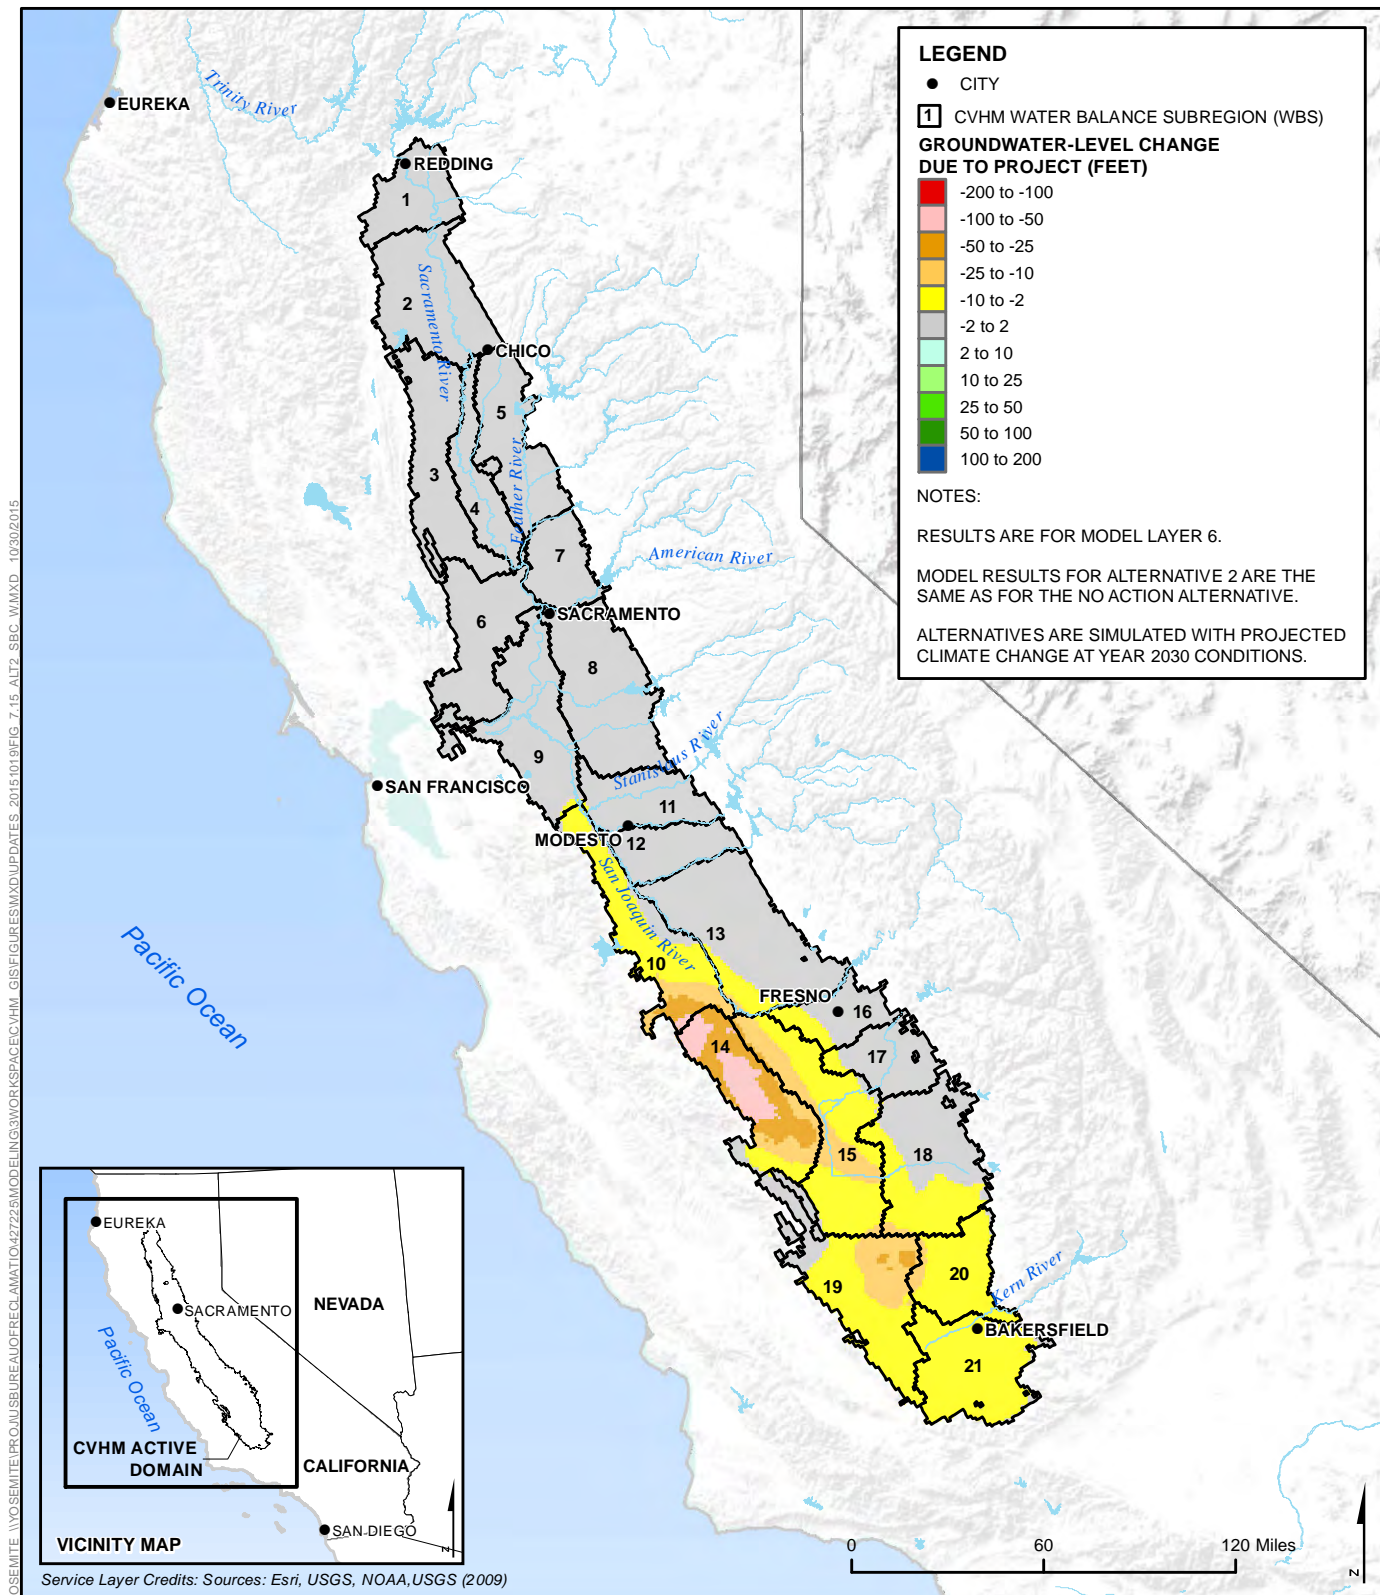 LEGEND
CITY
1 CVHM WATER BALANCE SUBREGION (WBS)
GROUNDWATER-LEVEL CHANGE
DUE TO PROJECT (FEET)
-200 to -100
-100 to -50
-50 to -25
-25 to -10
-10 to -2
-2 to 2
2 to 10
10 to 25
25 to 50
50 to 100
100 to 200
NOTES:
RESULTS ARE FOR MODEL LAYER 6.
MODEL RESULTS FOR ALTERNATIVE 2 ARE THE
SAME AS FOR THE NO ACTION ALTERNATIVE.
ALTERNATIVES ARE SIMULATED WITH PROJECTED
CLIMATE CHANGE AT YEAR 2030 CONDITIONS.
Trinity River
EUREKA
REDDING
1
2
Sacramento River
CHICO
5
3
4
Feather River
7
American River
SACRAMENTO
6
8
9
Stanislaus River
SAN FRANCISCO
11
MODESTO
12
San Joaquin River
13
10
Pacific Ocean
FRESNO
16
14
17
15
18
19
20
Kern River
BAKERSFIELD
21
EUREKA
SACRAMENTO
NEVADA
Pacific Ocean
CVHM ACTIVE
DOMAIN
CALIFORNIA
SAN DIEGO
VICINITY MAP
N
0 60 120 Miles
N
Service Layer Credits: Sources: Esri, USGS, NOAA,USGS (2009)